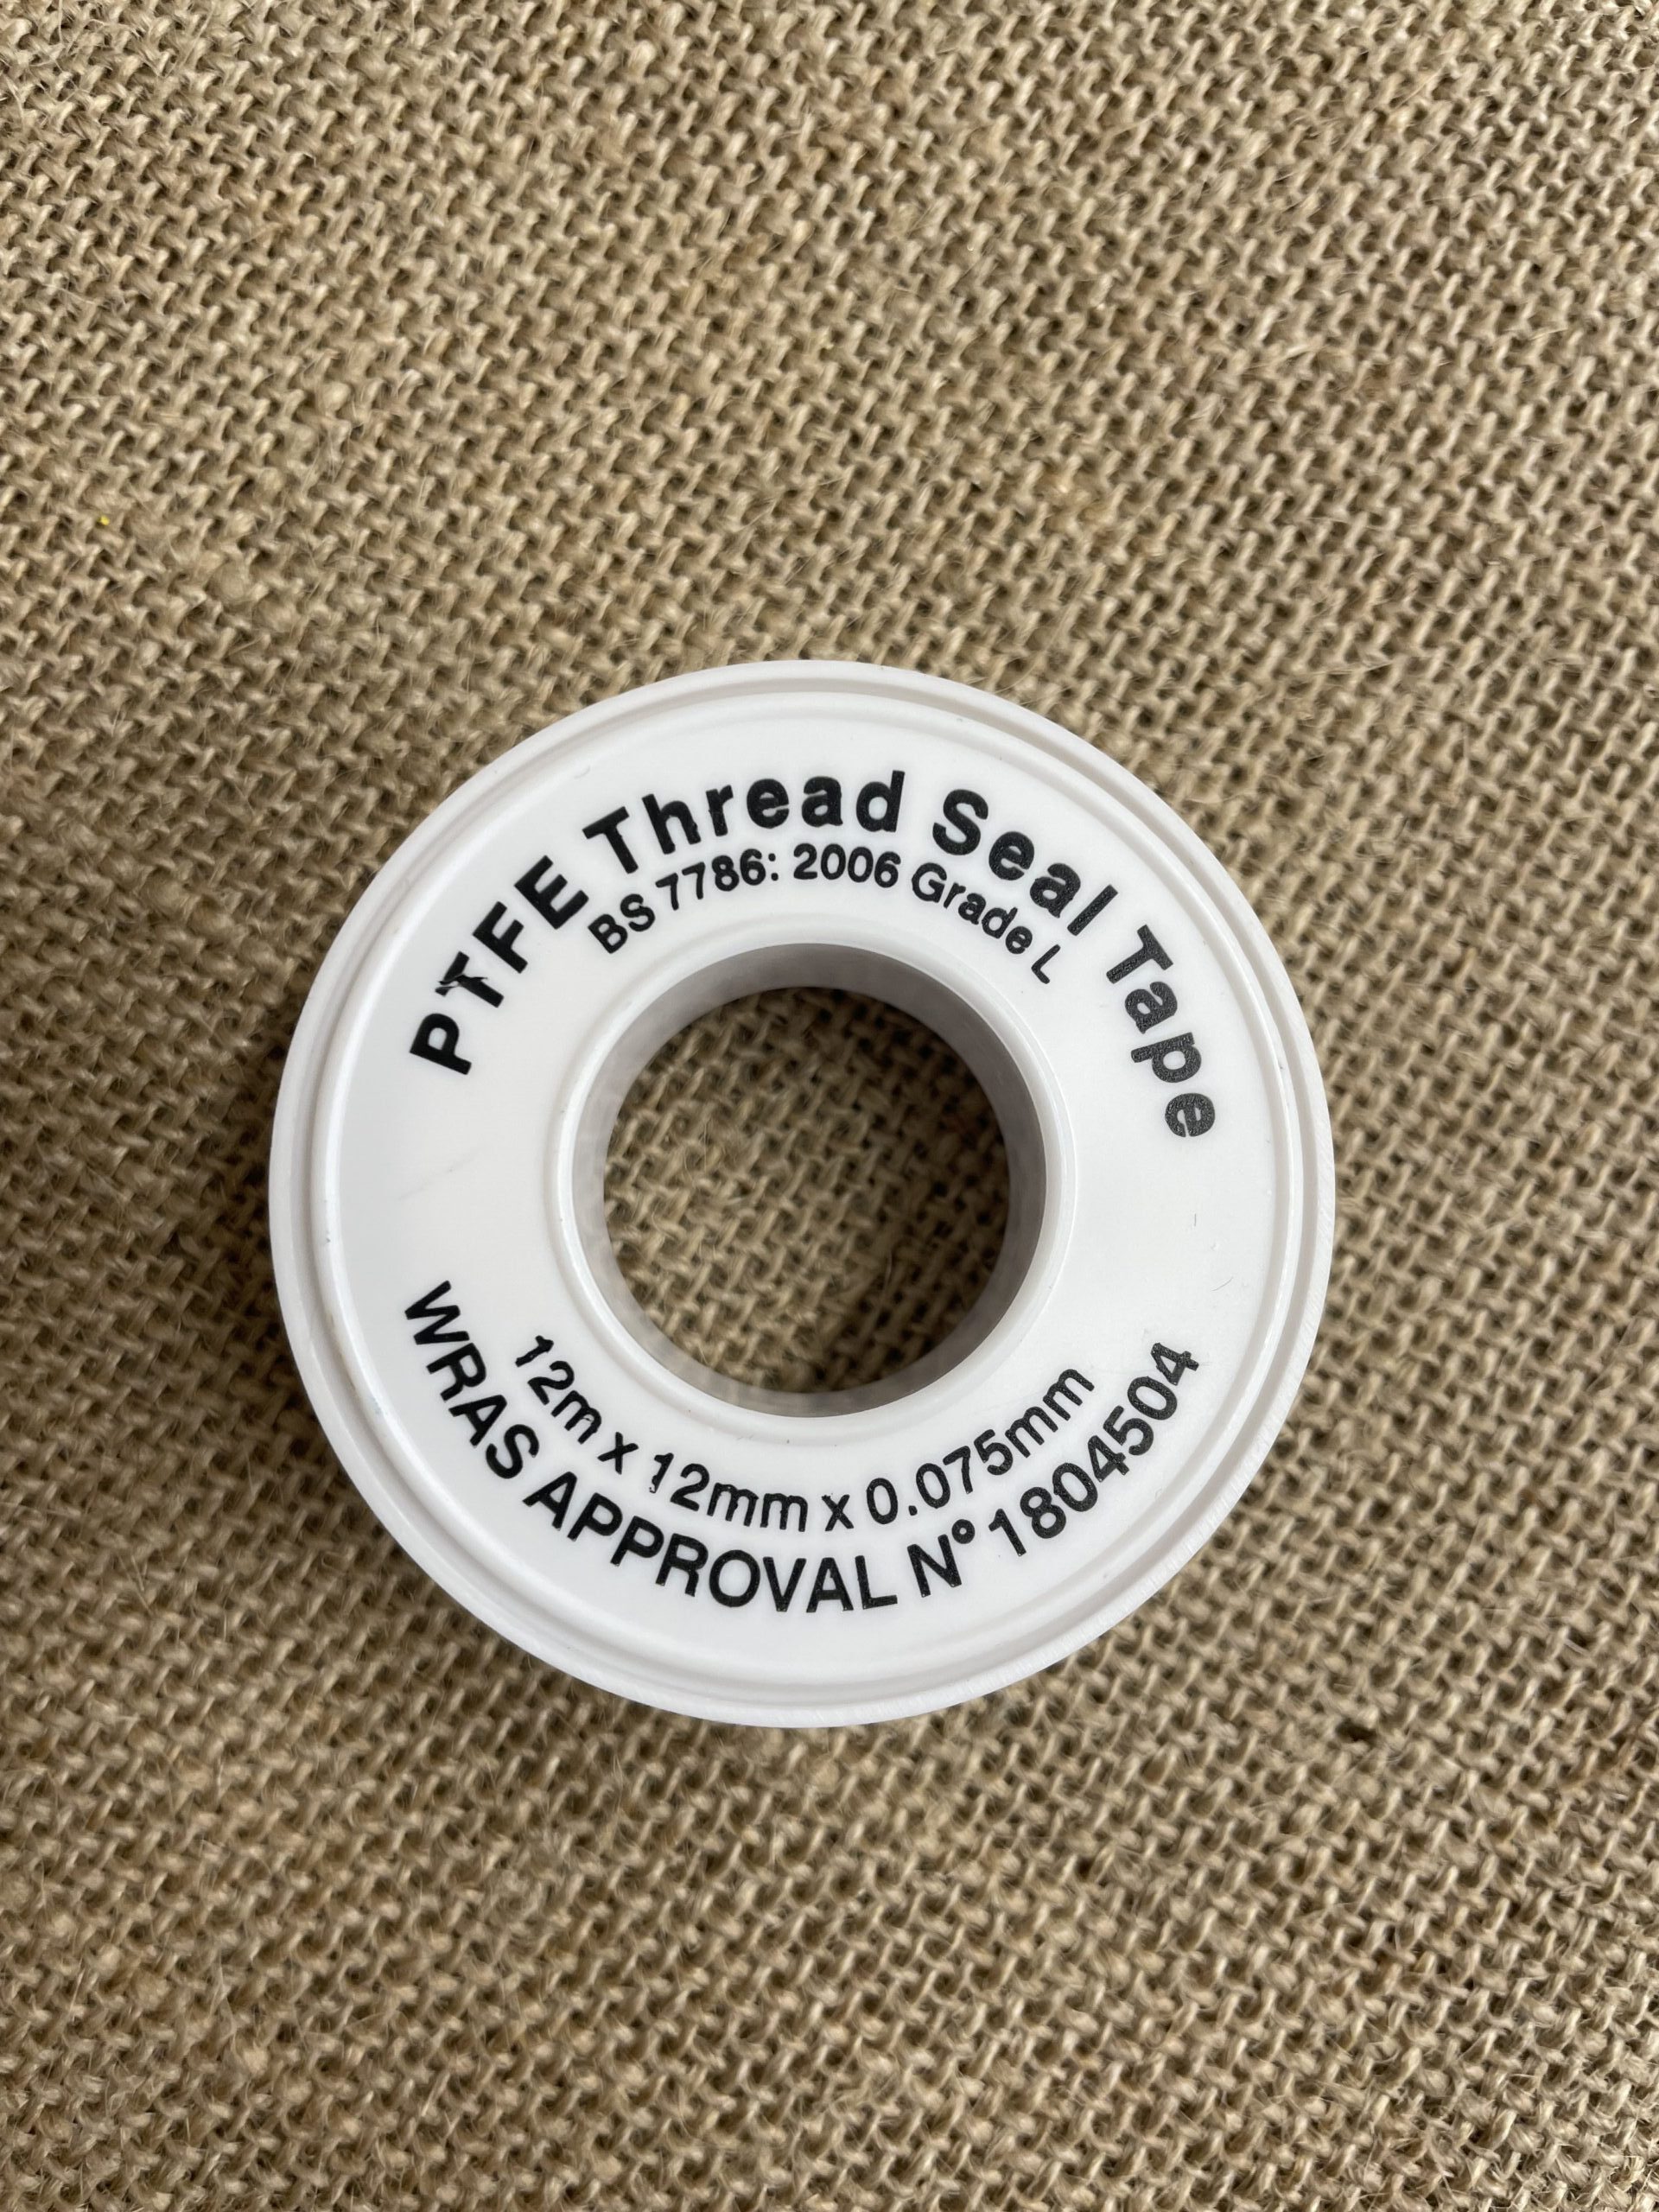 PTFE Thread Seal Tape
BS 7786: 2006 Grade L
12m x 12mm x 0.075mm
WRAS APPROVAL N° 1804504